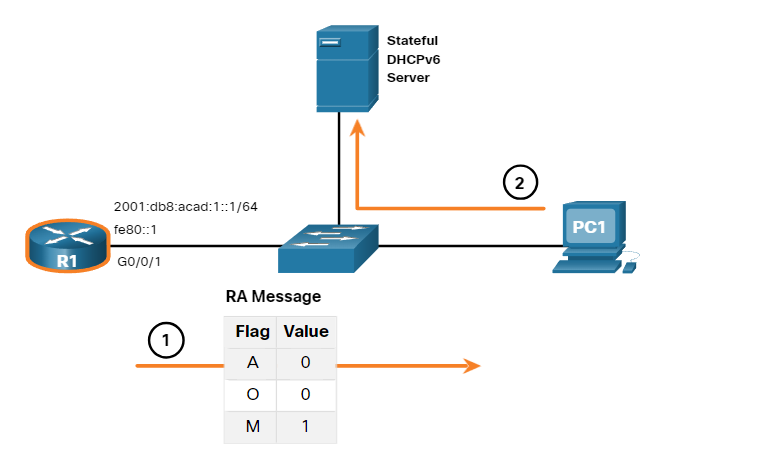 Stateful
DHCPv6
Server
2
2001:db8:acad:1::1/64
fe80::1
PC1
R1
G0/0/1
RA Message
1
Flag Value
A 0
O 0
M 1